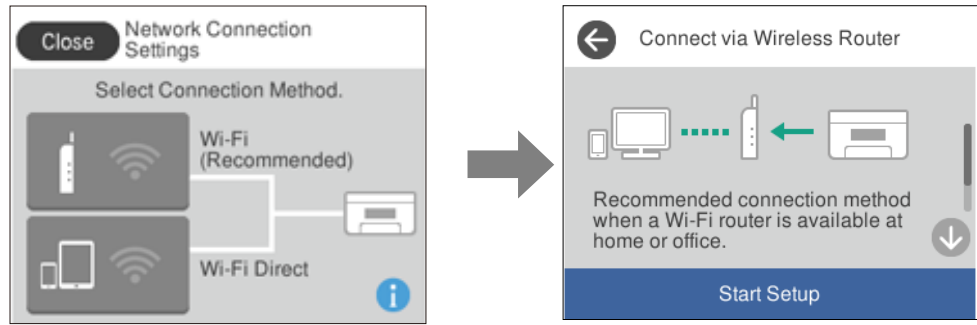 Close
Network Connection
Settings
Select Connection Method.
Wi-Fi
(Recommended)
Wi-Fi Direct
i
Connect via Wireless Router
Recommended connection method
when a Wi-Fi router is available at
home or office.
Start Setup